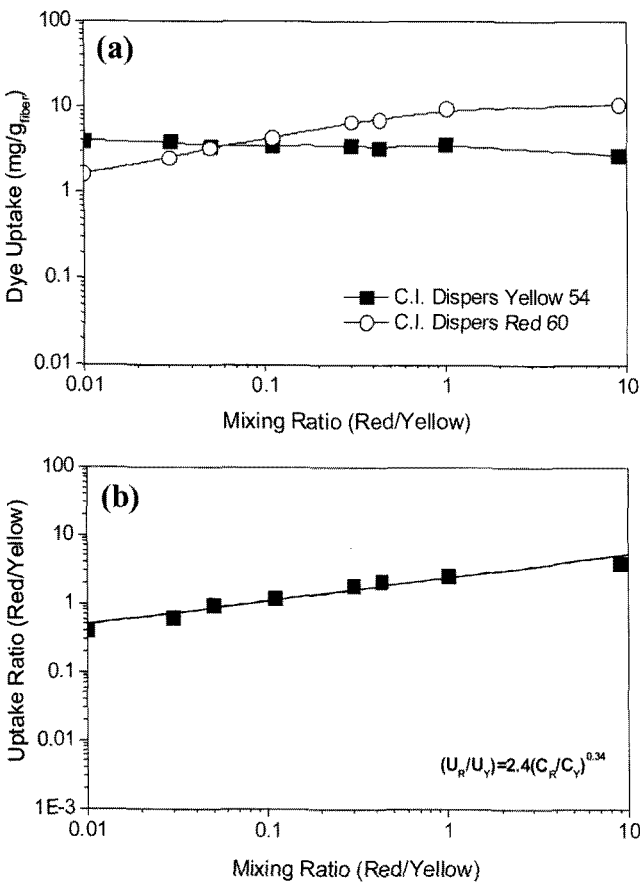 (a)
100
10
1
0.1
0.01
Dye Uptake (mg/g_fiber)
C.I. Dispers Yellow 54
C.I. Dispers Red 60
0.01 0.1 1 10
Mixing Ratio (Red/Yellow)
(b)
100
10
1
0.1
0.01
1E-3
Uptake Ratio (Red/Yellow)
(U_R/U_Y)=2.4(C_R/C_Y)^0.34
0.01 0.1 1 10
Mixing Ratio (Red/Yellow)